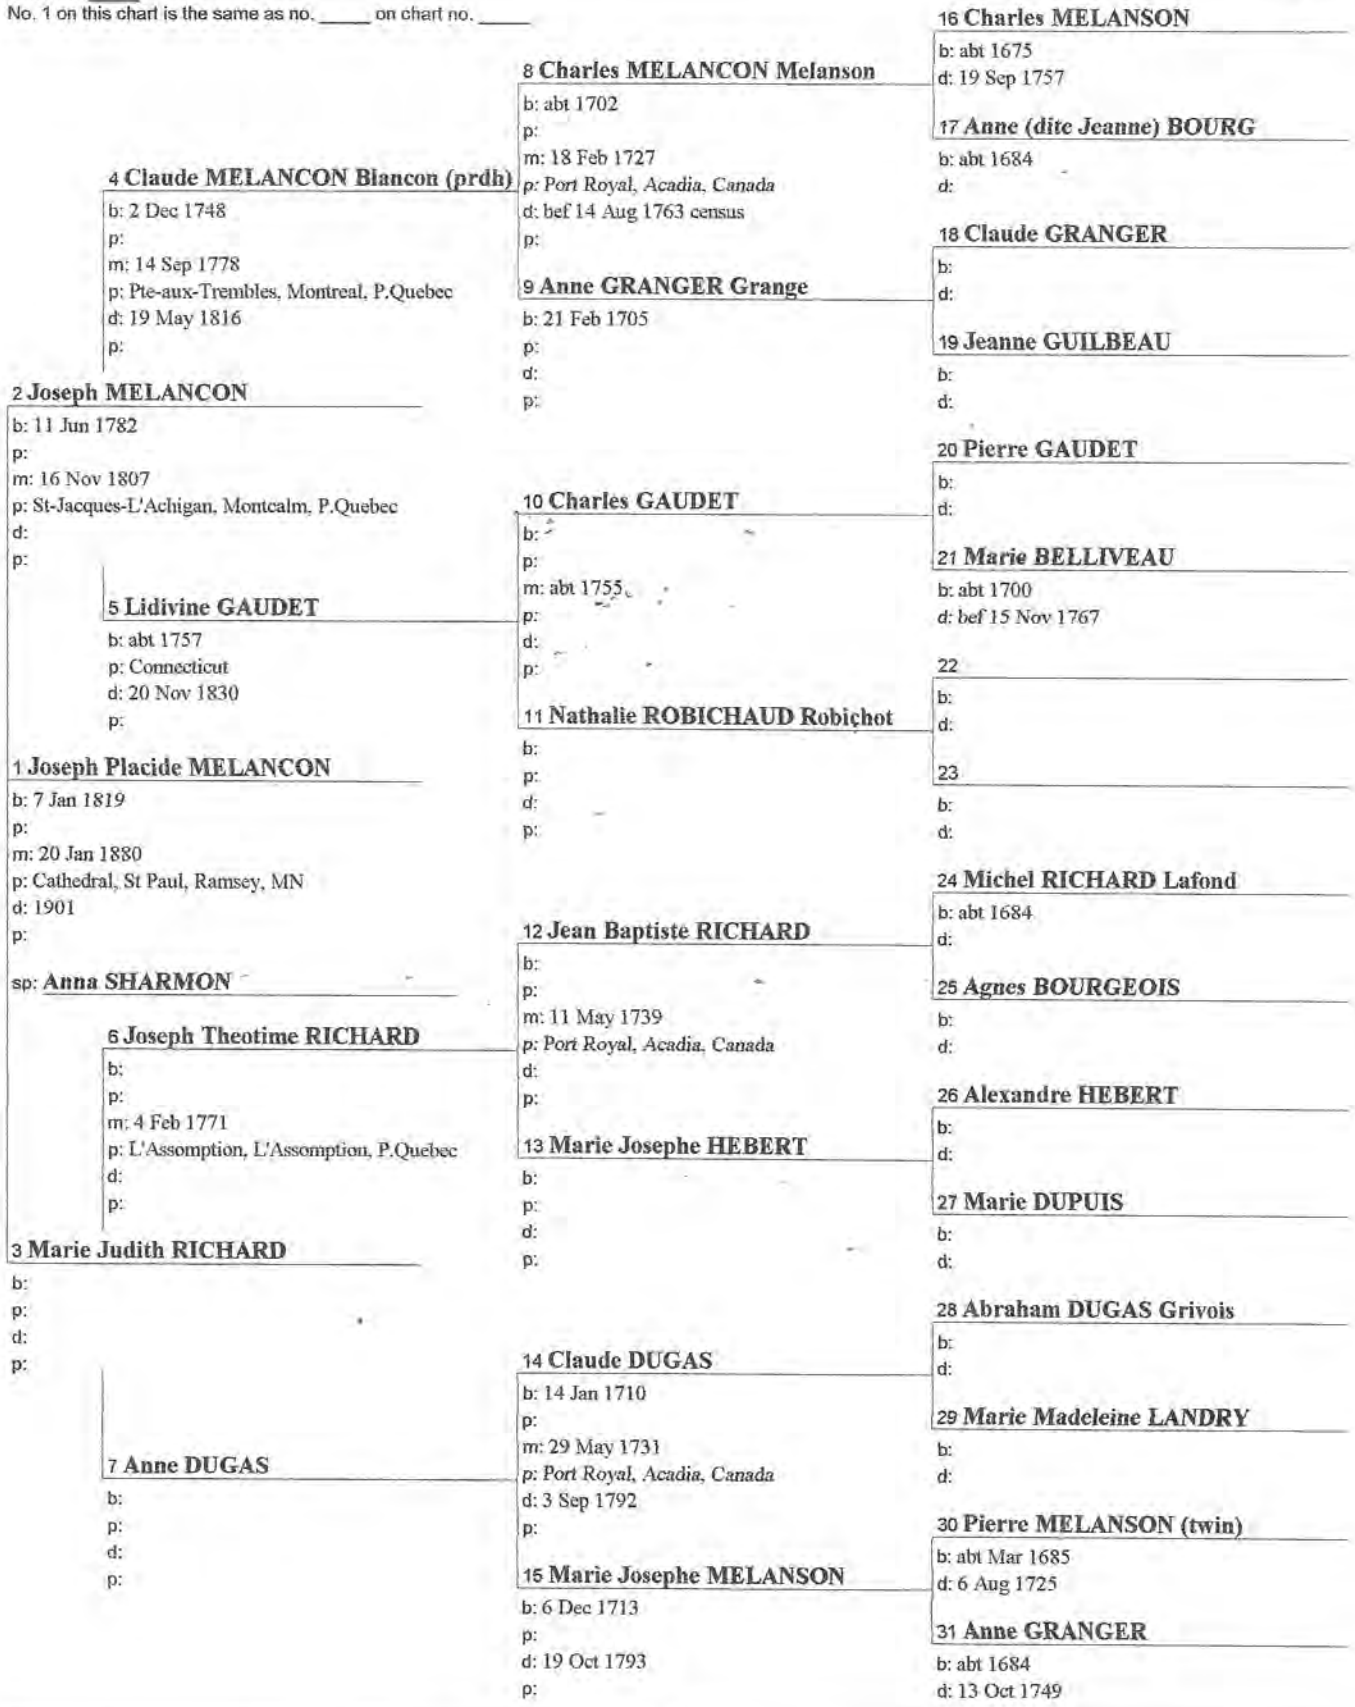 No. 1 on this chart is the same as no. _____ on chart no. _____
16 Charles MELANSON
b: abt 1675
d: 19 Sep 1757
8 Charles MELANCON Melanson
b: abt 1702
p:
m: 18 Feb 1727
p: Port Royal, Acadia, Canada
d: bef 14 Aug 1763 census
p:
17 Anne (dite Jeanne) BOURG
b: abt 1684
d:
4 Claude MELANCON Blancon (prdh)
b: 2 Dec 1748
p:
m: 14 Sep 1778
p: Pte-aux-Trembles, Montreal, P.Quebec
d: 19 May 1816
p:
18 Claude GRANGER
b:
d:
9 Anne GRANGER Grange
b: 21 Feb 1705
p:
d:
p:
19 Jeanne GUILBEAU
b:
d:
2 Joseph MELANCON
b: 11 Jun 1782
p:
m: 16 Nov 1807
p: St-Jacques-L'Achigan, Montcalm, P.Quebec
d:
p:
20 Pierre GAUDET
b:
d:
10 Charles GAUDET
b:
p:
m: abt 1755
p:
d:
p:
21 Marie BELLIVEAU
b: abt 1700
d: bef 15 Nov 1767
5 Lidivine GAUDET
b: abt 1757
p: Connecticut
d: 20 Nov 1830
p:
22
b:
d:
11 Nathalie ROBICHAUD Robichot
b:
p:
d:
p:
23
b:
d:
1 Joseph Placide MELANCON
b: 7 Jan 1819
p:
m: 20 Jan 1880
p: Cathedral, St Paul, Ramsey, MN
d: 1901
p:
sp: Anna SHARMON
24 Michel RICHARD Lafond
b: abt 1684
d:
12 Jean Baptiste RICHARD
b:
p:
m: 11 May 1739
p: Port Royal, Acadia, Canada
d:
p:
25 Agnes BOURGEOIS
b:
d:
6 Joseph Theotime RICHARD
b:
p:
m: 4 Feb 1771
p: L'Assomption, L'Assomption, P.Quebec
d:
p:
26 Alexandre HEBERT
b:
d:
13 Marie Josephe HEBERT
b:
p:
d:
p:
27 Marie DUPUIS
b:
d:
3 Marie Judith RICHARD
b:
p:
d:
p:
28 Abraham DUGAS Grivois
b:
d:
14 Claude DUGAS
b: 14 Jan 1710
p:
m: 29 May 1731
p: Port Royal, Acadia, Canada
d: 3 Sep 1792
p:
29 Marie Madeleine LANDRY
b:
d:
7 Anne DUGAS
b:
p:
d:
p:
30 Pierre MELANSON (twin)
b: abt Mar 1685
d: 6 Aug 1725
15 Marie Josephe MELANSON
b: 6 Dec 1713
p:
d: 19 Oct 1793
p:
31 Anne GRANGER
b: abt 1684
d: 13 Oct 1749